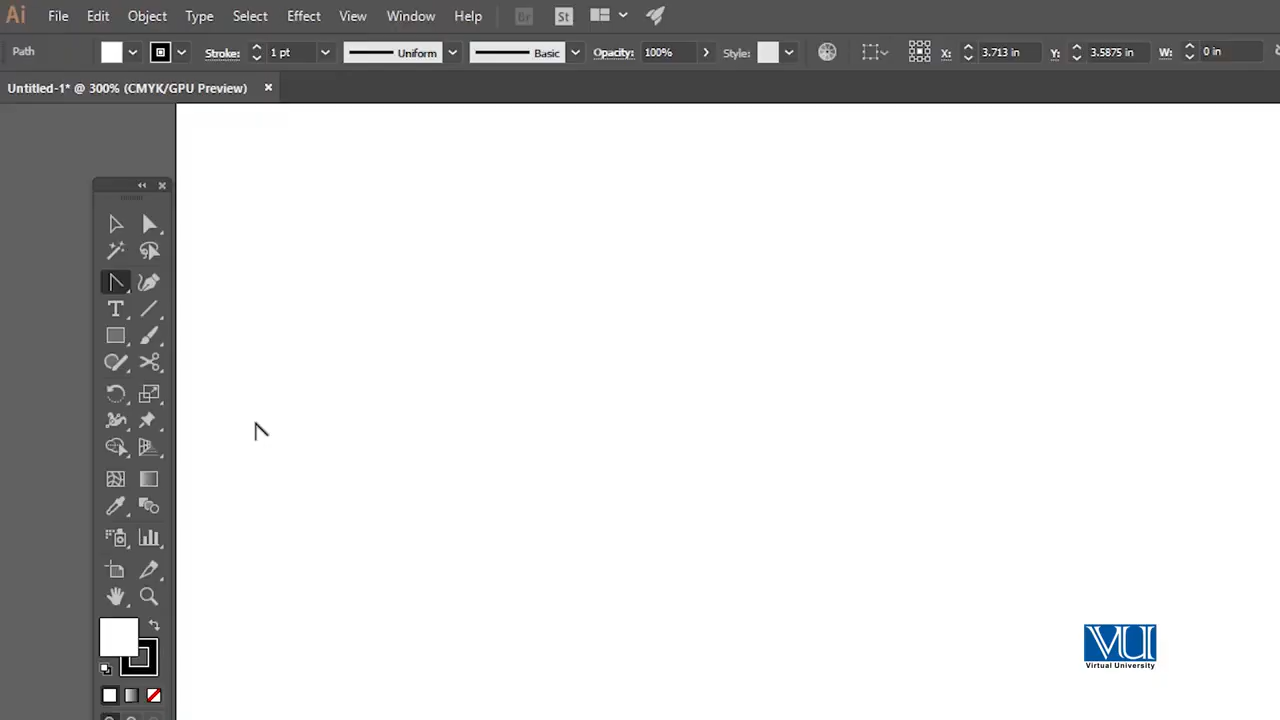 Ai File Edit Object Type Select Effect View Window Help Br St
Path Stroke: 1 pt Uniform Basic Opacity: 100% Style: X: 3.713 in Y: 3.5875 in W: 0 in
Untitled-1* @ 300% (CMYK/GPU Preview)
T
VU
Virtual University